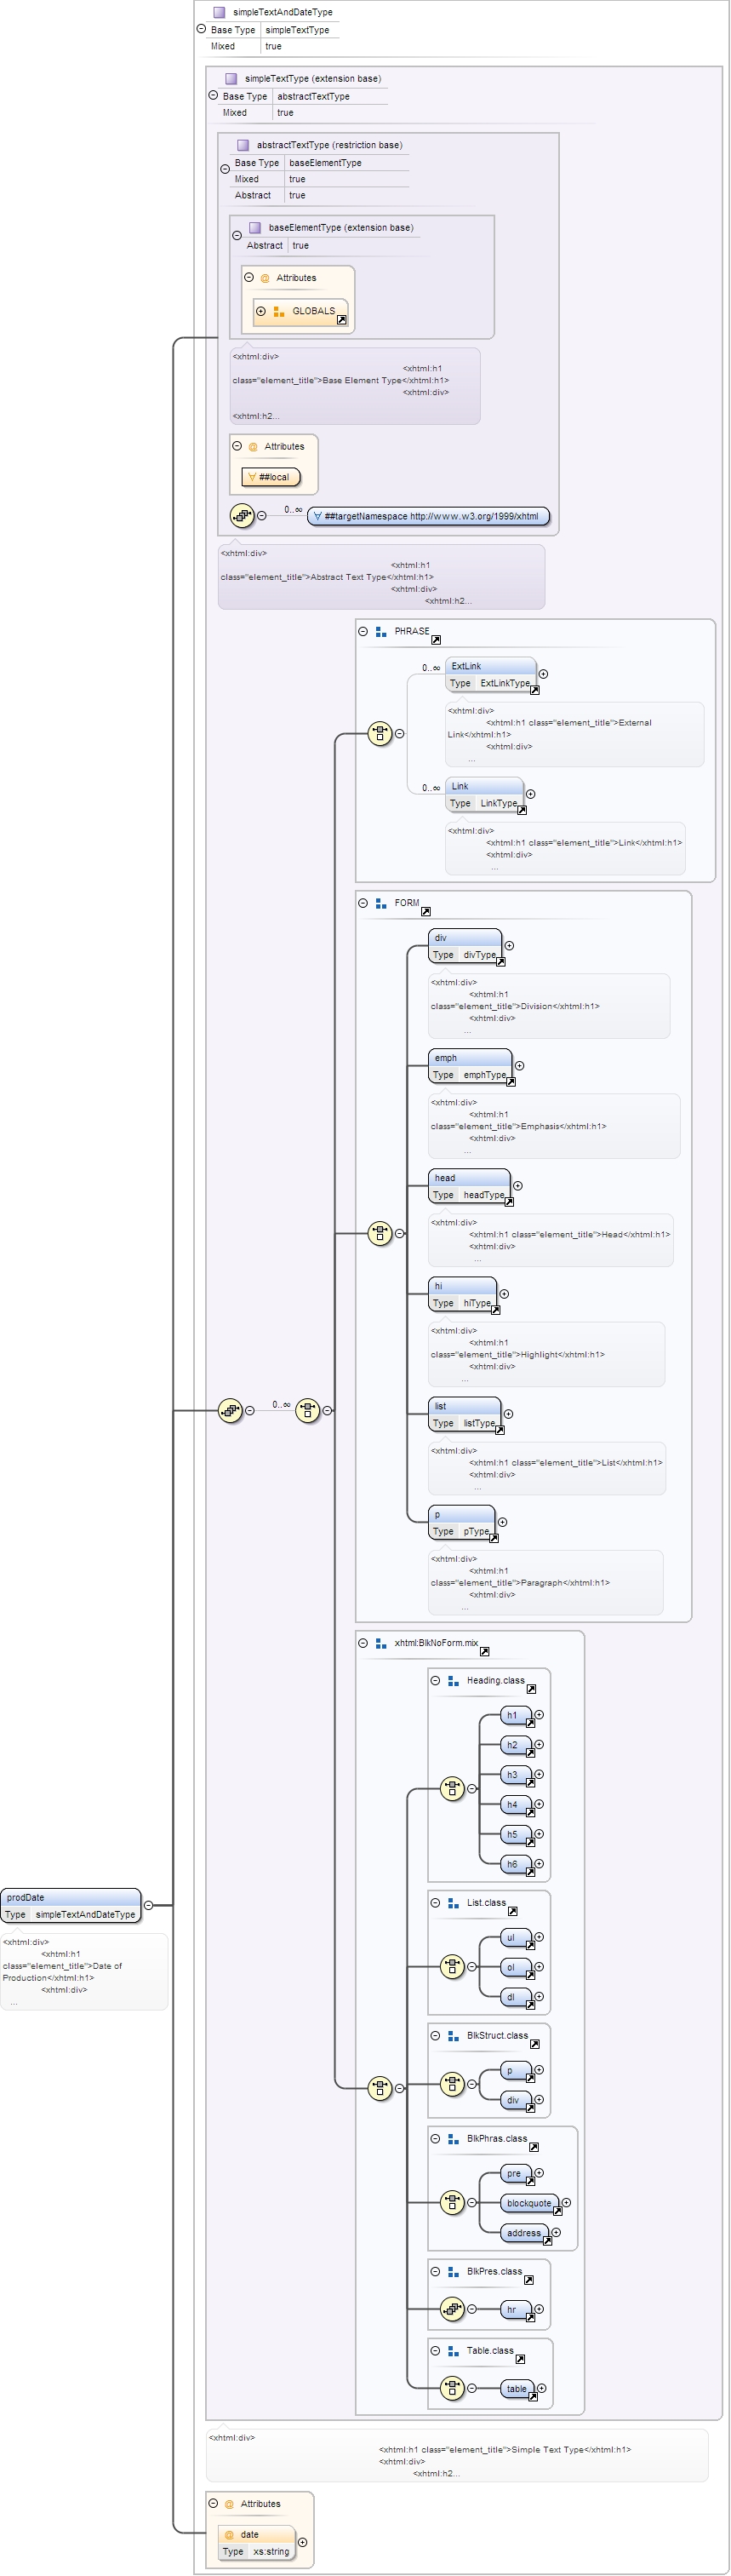 simpleTextAndDateType
Base Type simpleTextType
Mixed true
simpleTextType (extension base)
Base Type abstractTextType
Mixed true
abstractTextType (restriction base)
Base Type baseElementType
Mixed true
Abstract true
baseElementType (extension base)
Abstract true
@ Attributes
GLOBALS
<xhtml:div>
<xhtml:h1
class="element_title">Base Element Type</xhtml:h1>
<xhtml:div>
<xhtml:h2...
@ Attributes
∀ ##local
0..∞ ∀ ##targetNamespace http://www.w3.org/1999/xhtml
<xhtml:div>
<xhtml:h1
class="element_title">Abstract Text Type</xhtml:h1>
<xhtml:div>
<xhtml:h2...
PHRASE
0..∞ ExtLink
Type ExtLinkType
<xhtml:div>
<xhtml:h1 class="element_title">External
Link</xhtml:h1>
<xhtml:div>
...
0..∞ Link
Type LinkType
<xhtml:div>
<xhtml:h1 class="element_title">Link</xhtml:h1>
<xhtml:div>
...
FORM
div
Type divType
<xhtml:div>
<xhtml:h1
class="element_title">Division</xhtml:h1>
<xhtml:div>
...
emph
Type emphType
<xhtml:div>
<xhtml:h1
class="element_title">Emphasis</xhtml:h1>
<xhtml:div>
...
head
Type headType
<xhtml:div>
<xhtml:h1 class="element_title">Head</xhtml:h1>
<xhtml:div>
...
hi
Type hiType
<xhtml:div>
<xhtml:h1
class="element_title">Highlight</xhtml:h1>
<xhtml:div>
...
0..∞
list
Type listType
<xhtml:div>
<xhtml:h1 class="element_title">List</xhtml:h1>
<xhtml:div>
...
p
Type pType
<xhtml:div>
<xhtml:h1
class="element_title">Paragraph</xhtml:h1>
<xhtml:div>
...
xhtml:BlkNoForm.mix
Heading.class
h1
h2
h3
h4
h5
h6
prodDate
Type simpleTextAndDateType
<xhtml:div>
<xhtml:h1
class="element_title">Date of
Production</xhtml:h1>
<xhtml:div>
...
List.class
ul
ol
dl
BlkStruct.class
p
div
BlkPhras.class
pre
blockquote
address
BlkPres.class
hr
Table.class
table
<xhtml:div>
<xhtml:h1 class="element_title">Simple Text Type</xhtml:h1>
<xhtml:div>
<xhtml:h2...
@ Attributes
@ date
Type xs:string